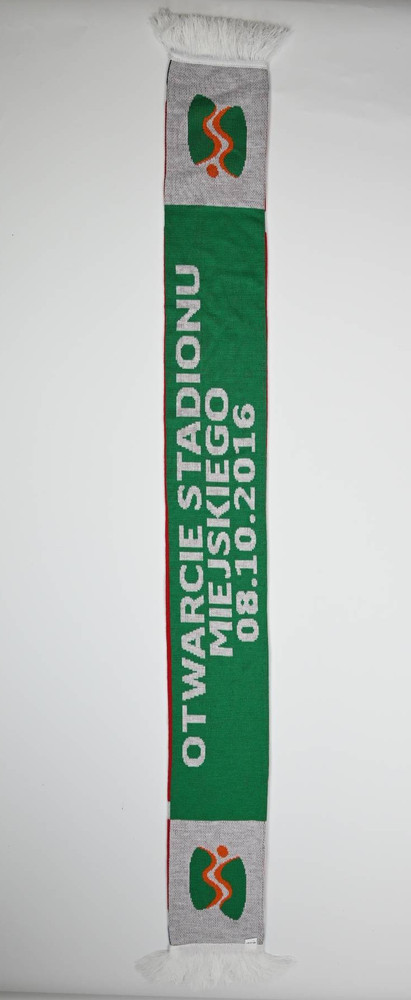 OTWARCIE STADIONU
MIEJSKIEGO
08.10.2016